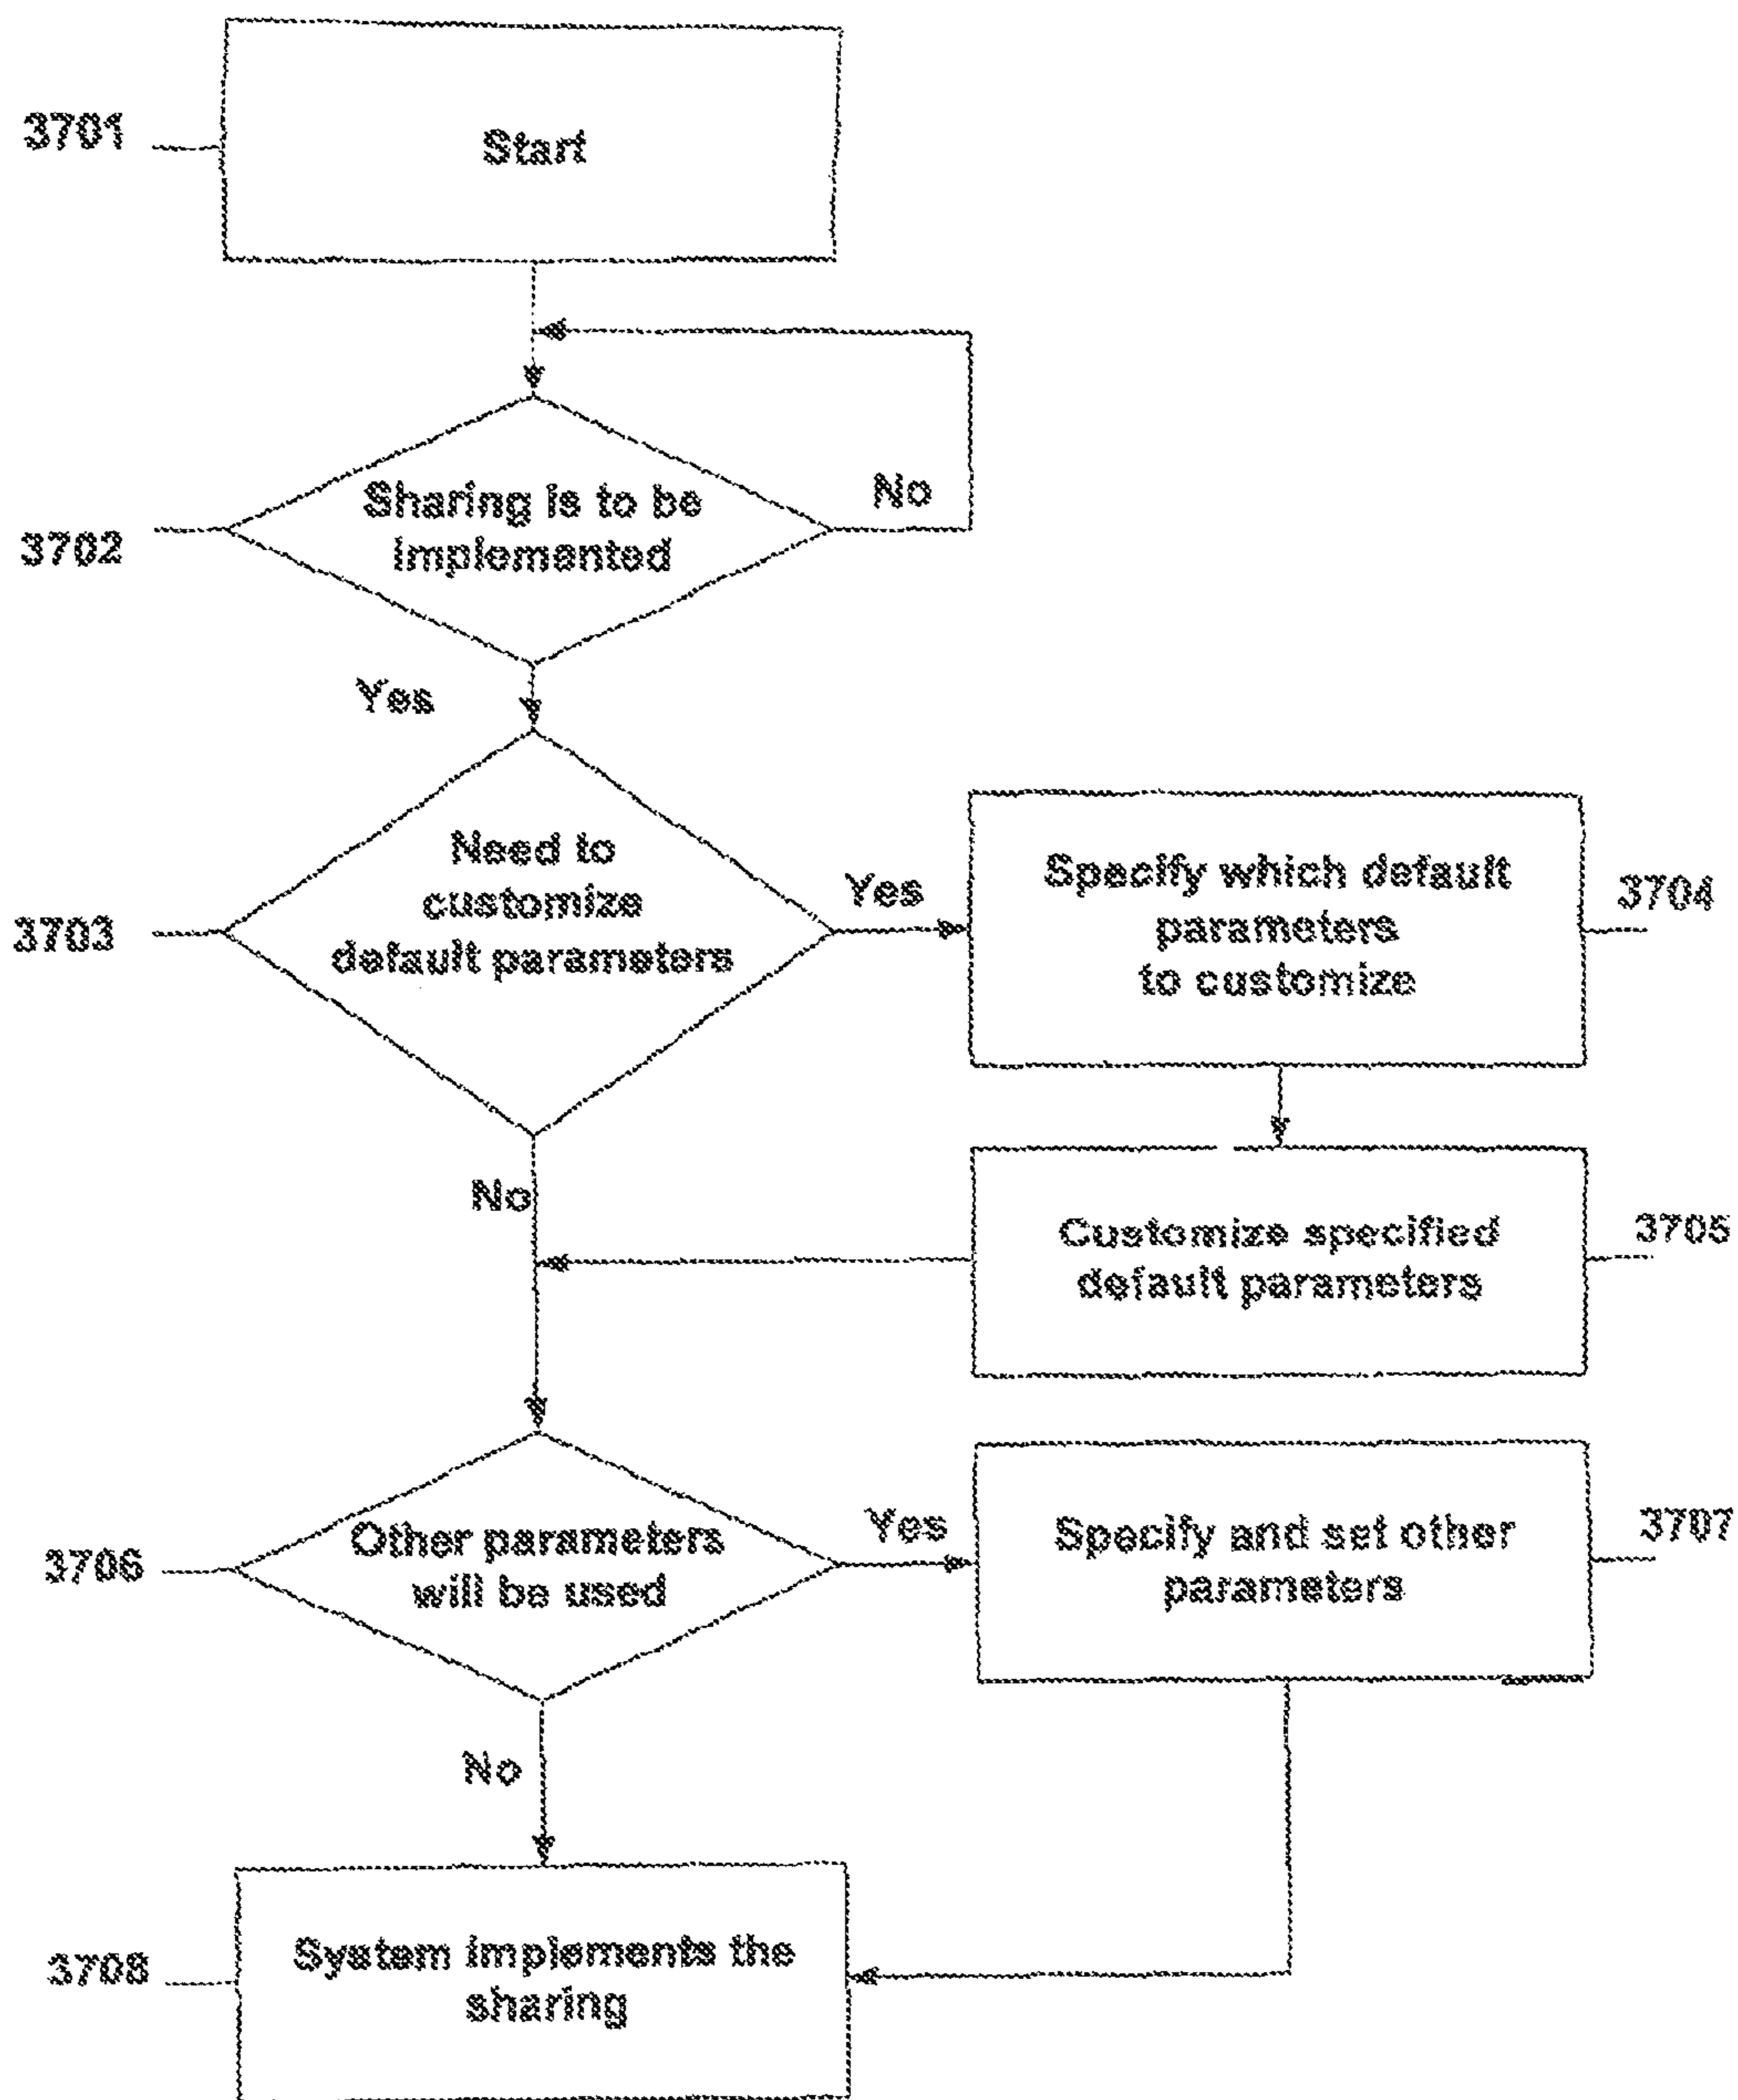 3701
Start
No
Sharing is to be
implemented
3702
Yes
Need to
customize
default parameters
3703
Yes
Specify which default
parameters
to customize
3704
No
Customize specified
default parameters
3705
Other parameters
will be used
3706
Yes
Specify and set other
parameters
3707
No
System implements the
sharing
3708